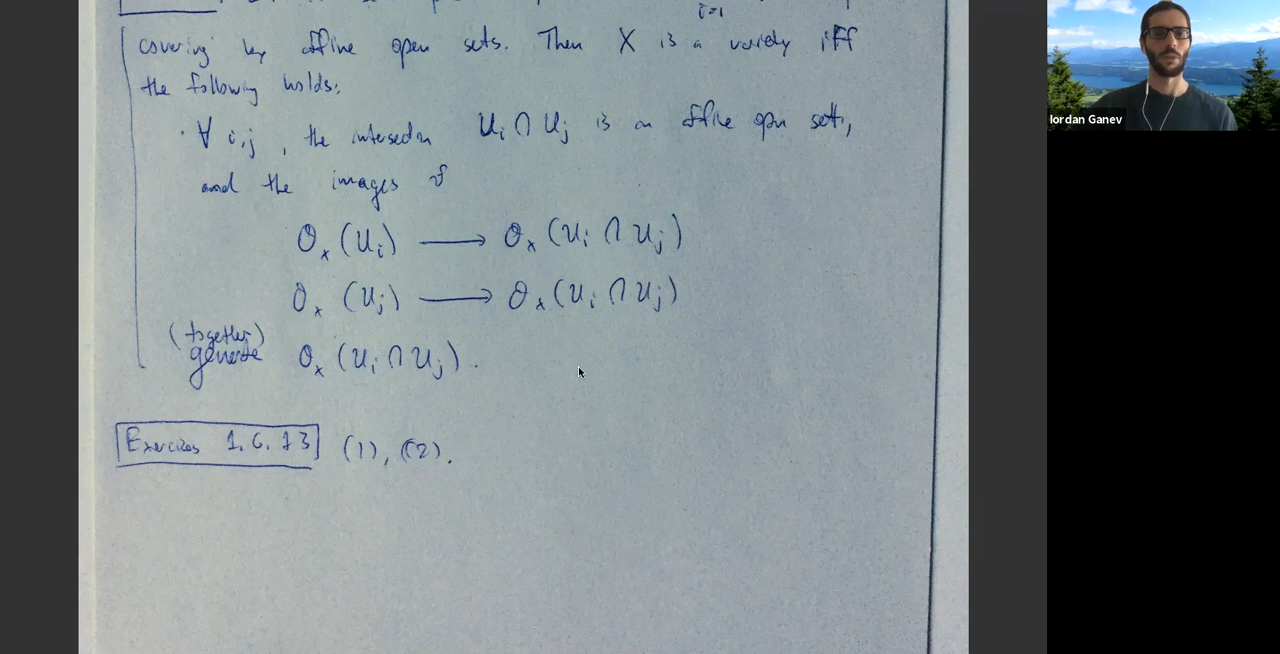 i=1
covering by affine open sets. Then X is a variety iff
the following holds:
· ∀ i,j, the intersection U_i ∩ U_j is an affine open set,
and the images of
O_x (U_i) ⟶ O_x (U_i ∩ U_j)
O_x (U_j) ⟶ O_x (U_i ∩ U_j)
(together)
generate O_x (U_i ∩ U_j).
Exercises 1.6.13 (1), (2).
Iordan Ganev